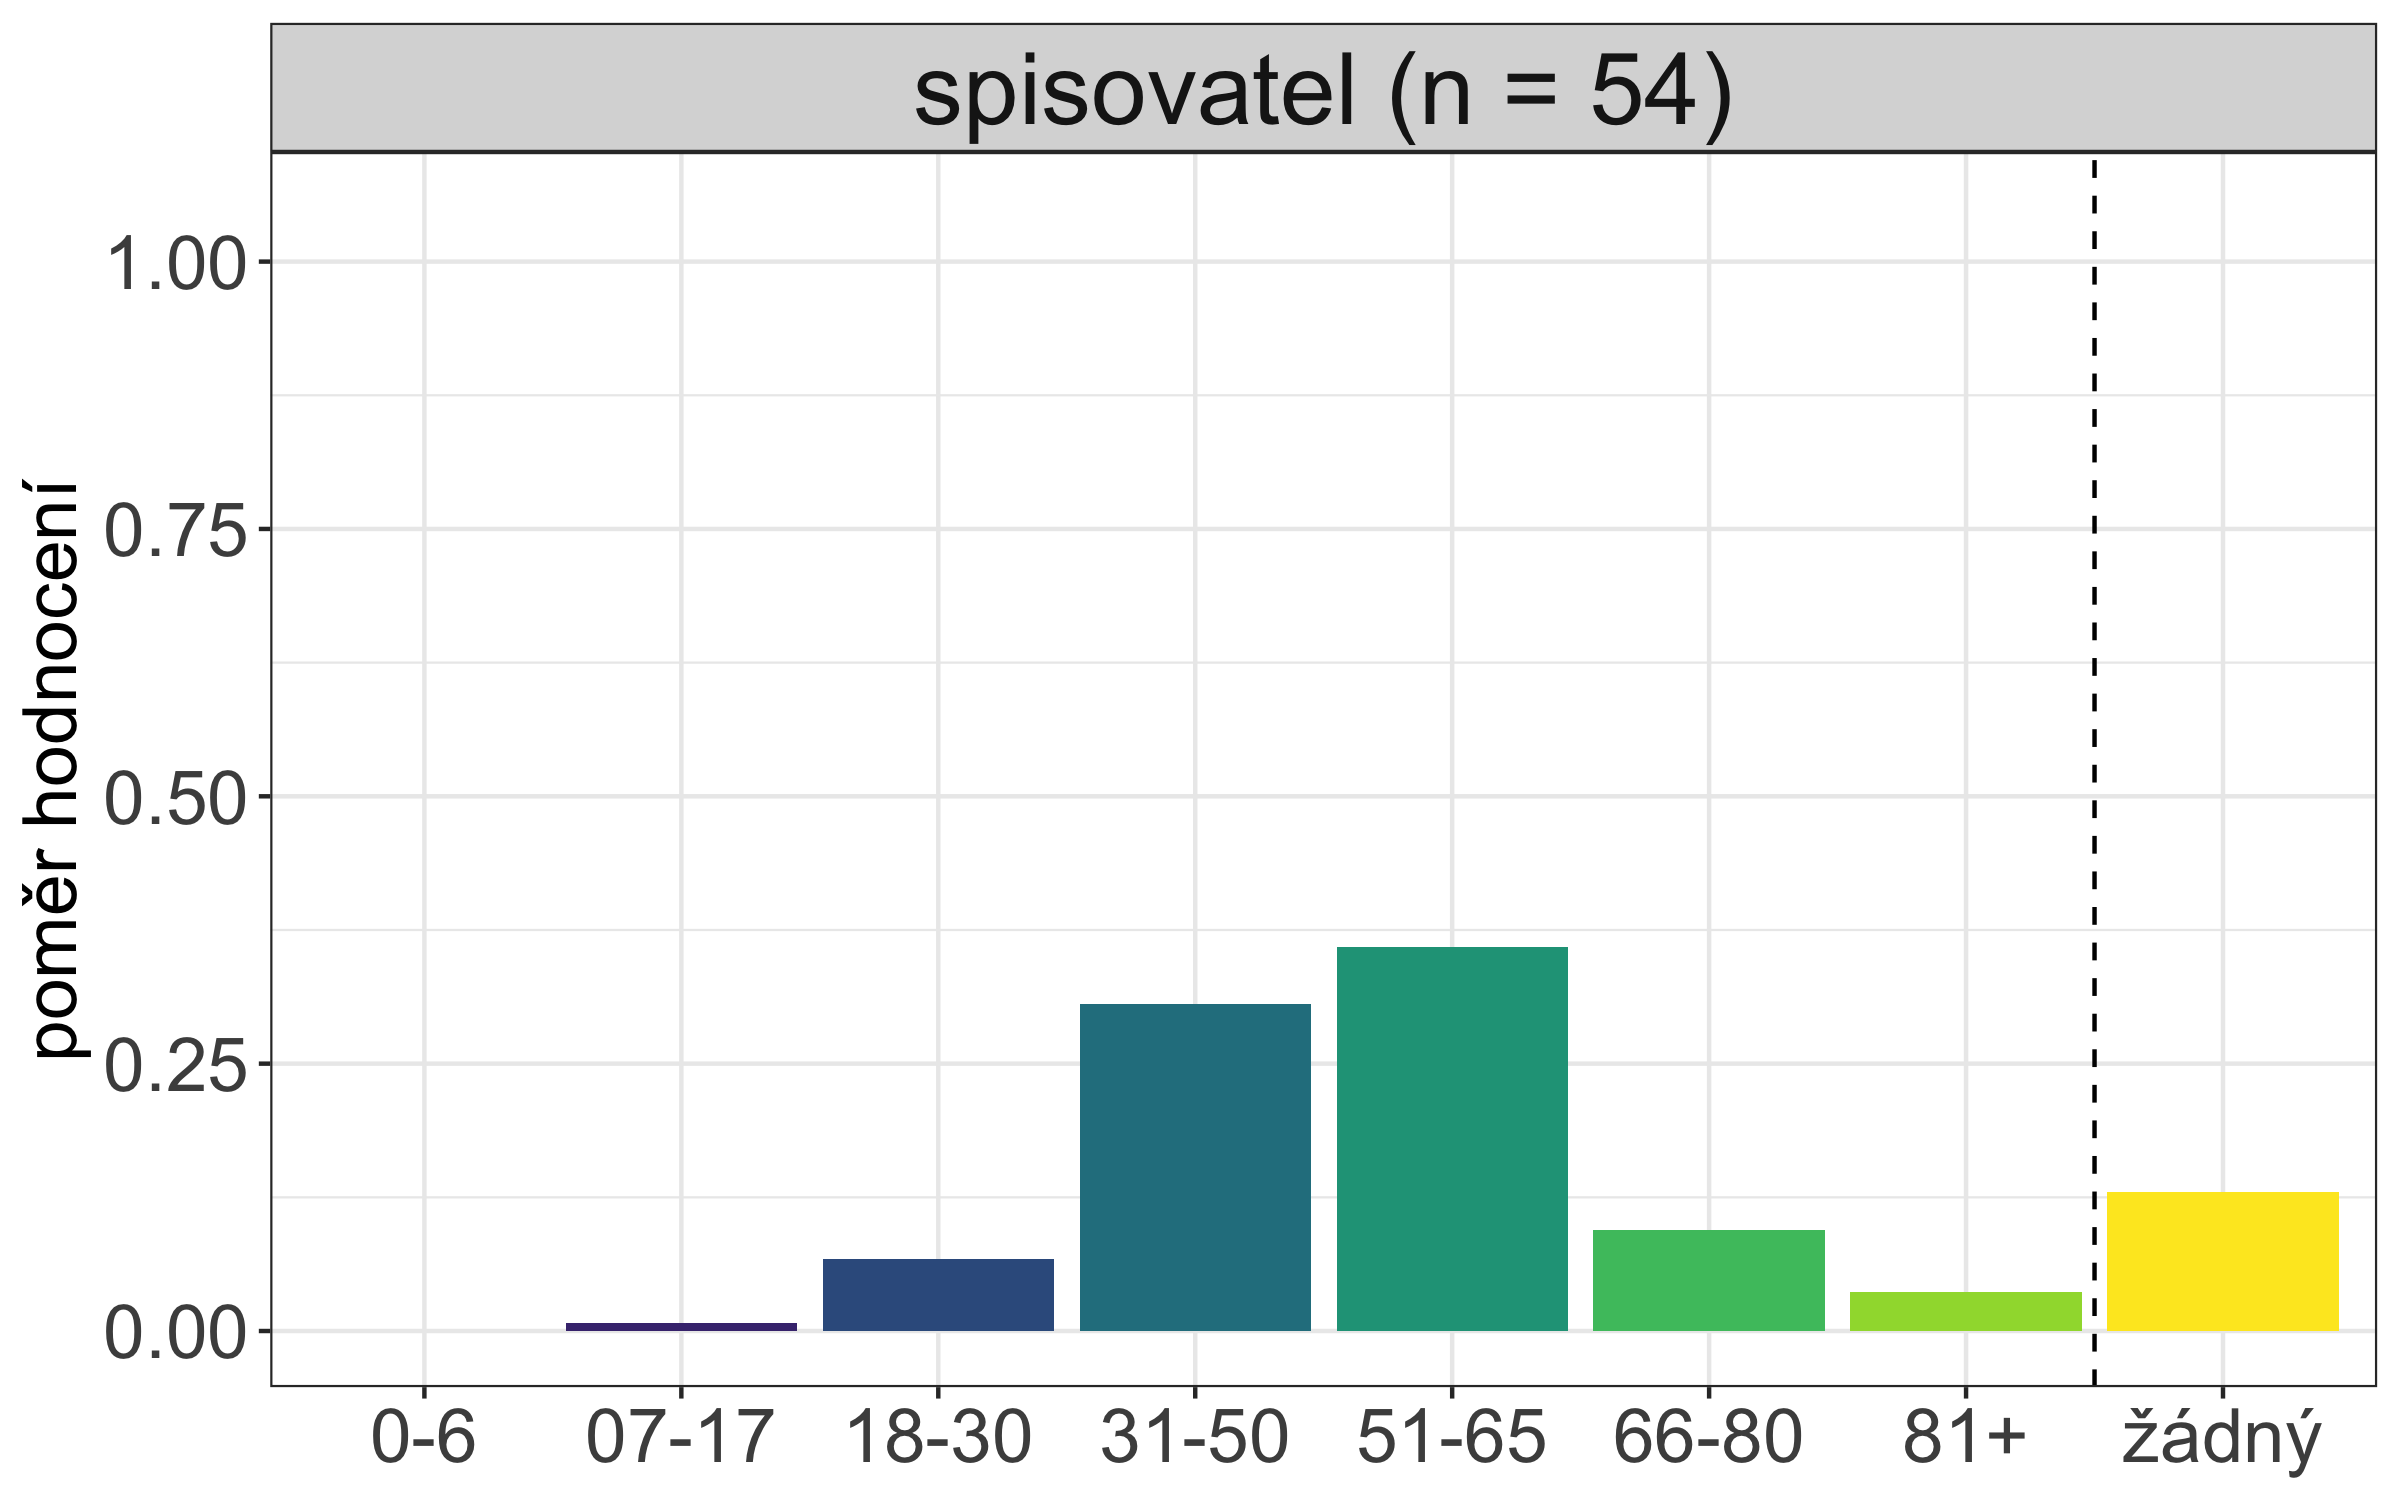 spisovatel (n = 54)
poměr hodnocení
1.00
0.75
0.50
0.25
0.00
0-6 07-17 18-30 31-50 51-65 66-80 81+ žádný